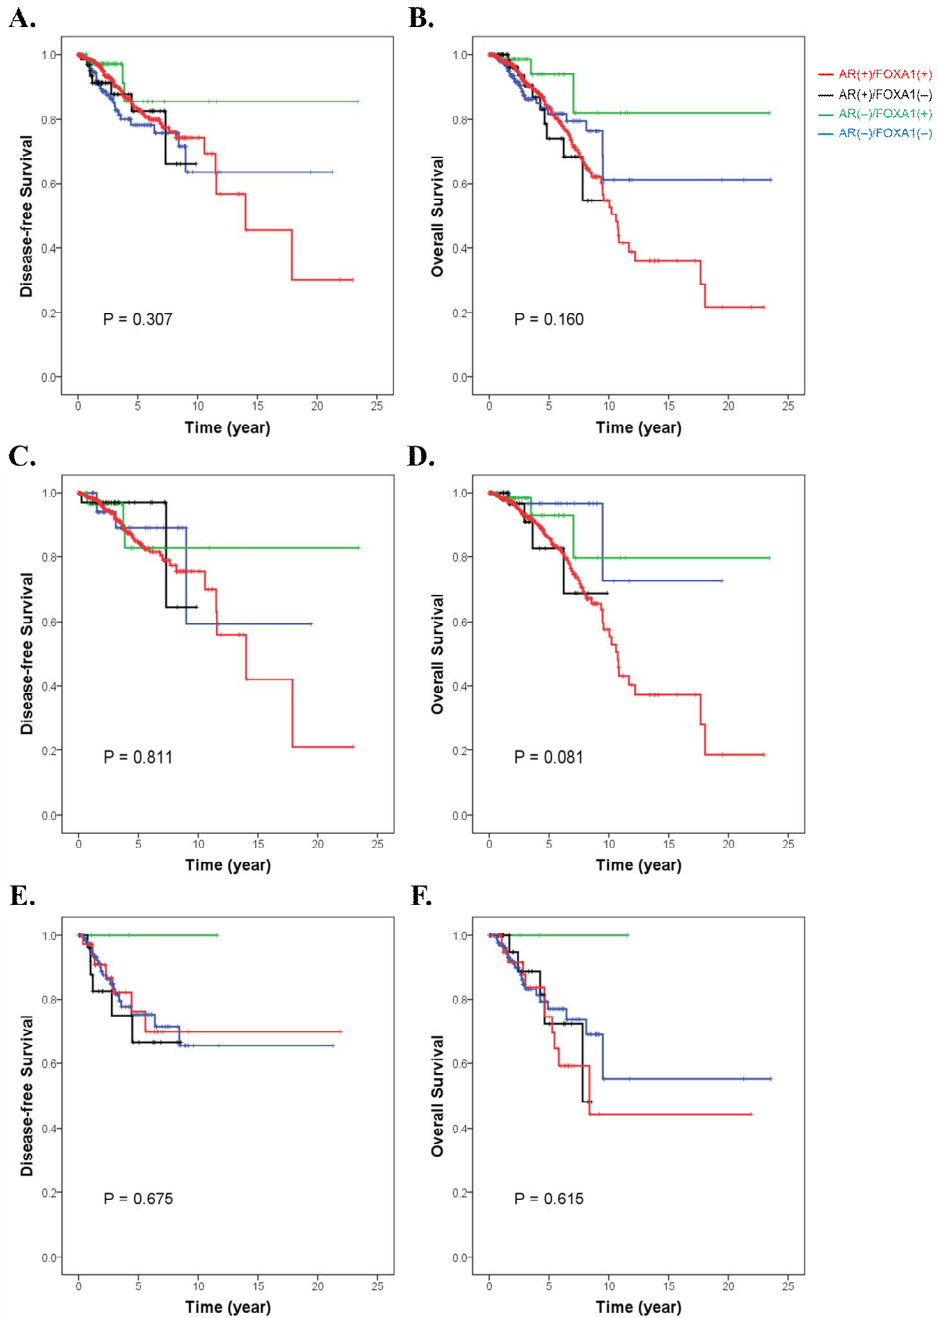 A.
B.
1.0
0.8
0.6
0.4
0.2
0.0
Disease-free Survival
P = 0.307
0 5 10 15 20 25
Time (year)
1.0
0.8
0.6
0.4
0.2
0.0
Overall Survival
P = 0.160
0 5 10 15 20 25
Time (year)
AR(+)/FOXA1(+)
AR(+)/FOXA1(–)
AR(–)/FOXA1(+)
AR(–)/FOXA1(–)
C.
D.
1.0
0.8
0.6
0.4
0.2
0.0
Disease-free Survival
P = 0.811
0 5 10 15 20 25
Time (year)
1.0
0.8
0.6
0.4
0.2
0.0
Overall Survival
P = 0.081
0 5 10 15 20 25
Time (year)
E.
F.
1.0
0.8
0.6
0.4
0.2
0.0
Disease-free Survival
P = 0.675
0 5 10 15 20 25
Time (year)
1.0
0.8
0.6
0.4
0.2
0.0
Overall Survival
P = 0.615
0 5 10 15 20 25
Time (year)